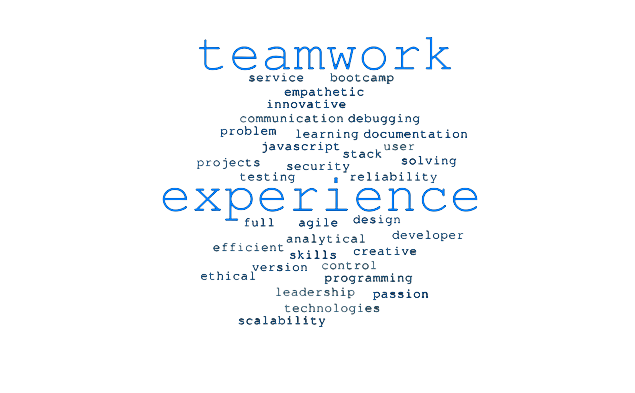 teamwork
service bootcamp
empathetic
innovative
communication debugging
problem learning documentation
javascript stack user
projects security solving
testing reliability
experience
full agile design
analytical developer
efficient skills creative
version control
ethical programming
leadership passion
technologies
scalability